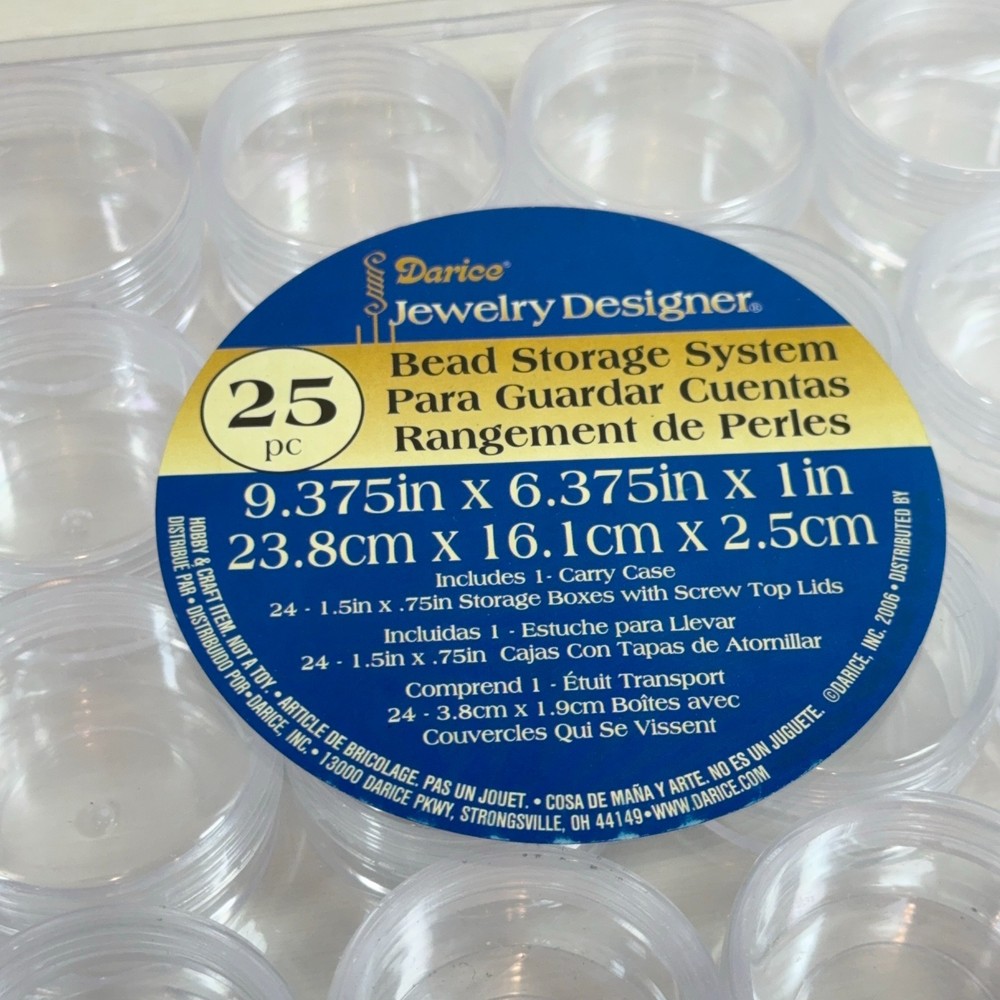 Darice®
Jewelry Designer®
25
pc
Bead Storage System
Para Guardar Cuentas
Rangement de Perles
9.375in x 6.375in x 1in
23.8cm x 16.1cm x 2.5cm
Includes 1- Carry Case
24 - 1.5in x .75in Storage Boxes with Screw Top Lids
Incluidas 1 - Estuche para Llevar
24 - 1.5in x .75in Cajas Con Tapas de Atornillar
Comprend 1 - Étuit Transport
24 - 3.8cm x 1.9cm Boîtes avec
Couvercles Qui Se Vissent
HOBBY & CRAFT ITEM. NOT A TOY. • ARTICLE DE BRICOLAGE. PAS UN JOUET. • COSA DE MAÑA Y ARTE. NO ES UN JUGUETE. ©DARICE, INC. 2006 • DISTRIBUTED BY
DISTRIBUÉ PAR • DISTRIBUIDO POR • DARICE, INC. • 13000 DARICE PKWY, STRONGSVILLE, OH 44149 • WWW.DARICE.COM